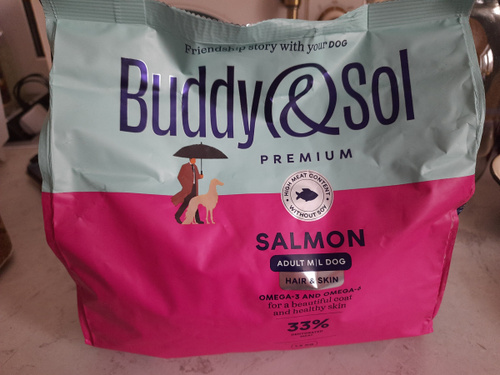 Friendship story with your DOG
Buddy & Sol
PREMIUM
HIGH MEAT CONTENT
WITHOUT SOY
SALMON
ADULT M|L DOG
HAIR & SKIN
OMEGA-3 AND OMEGA-6
for a beautiful coat
and healthy skin
33%